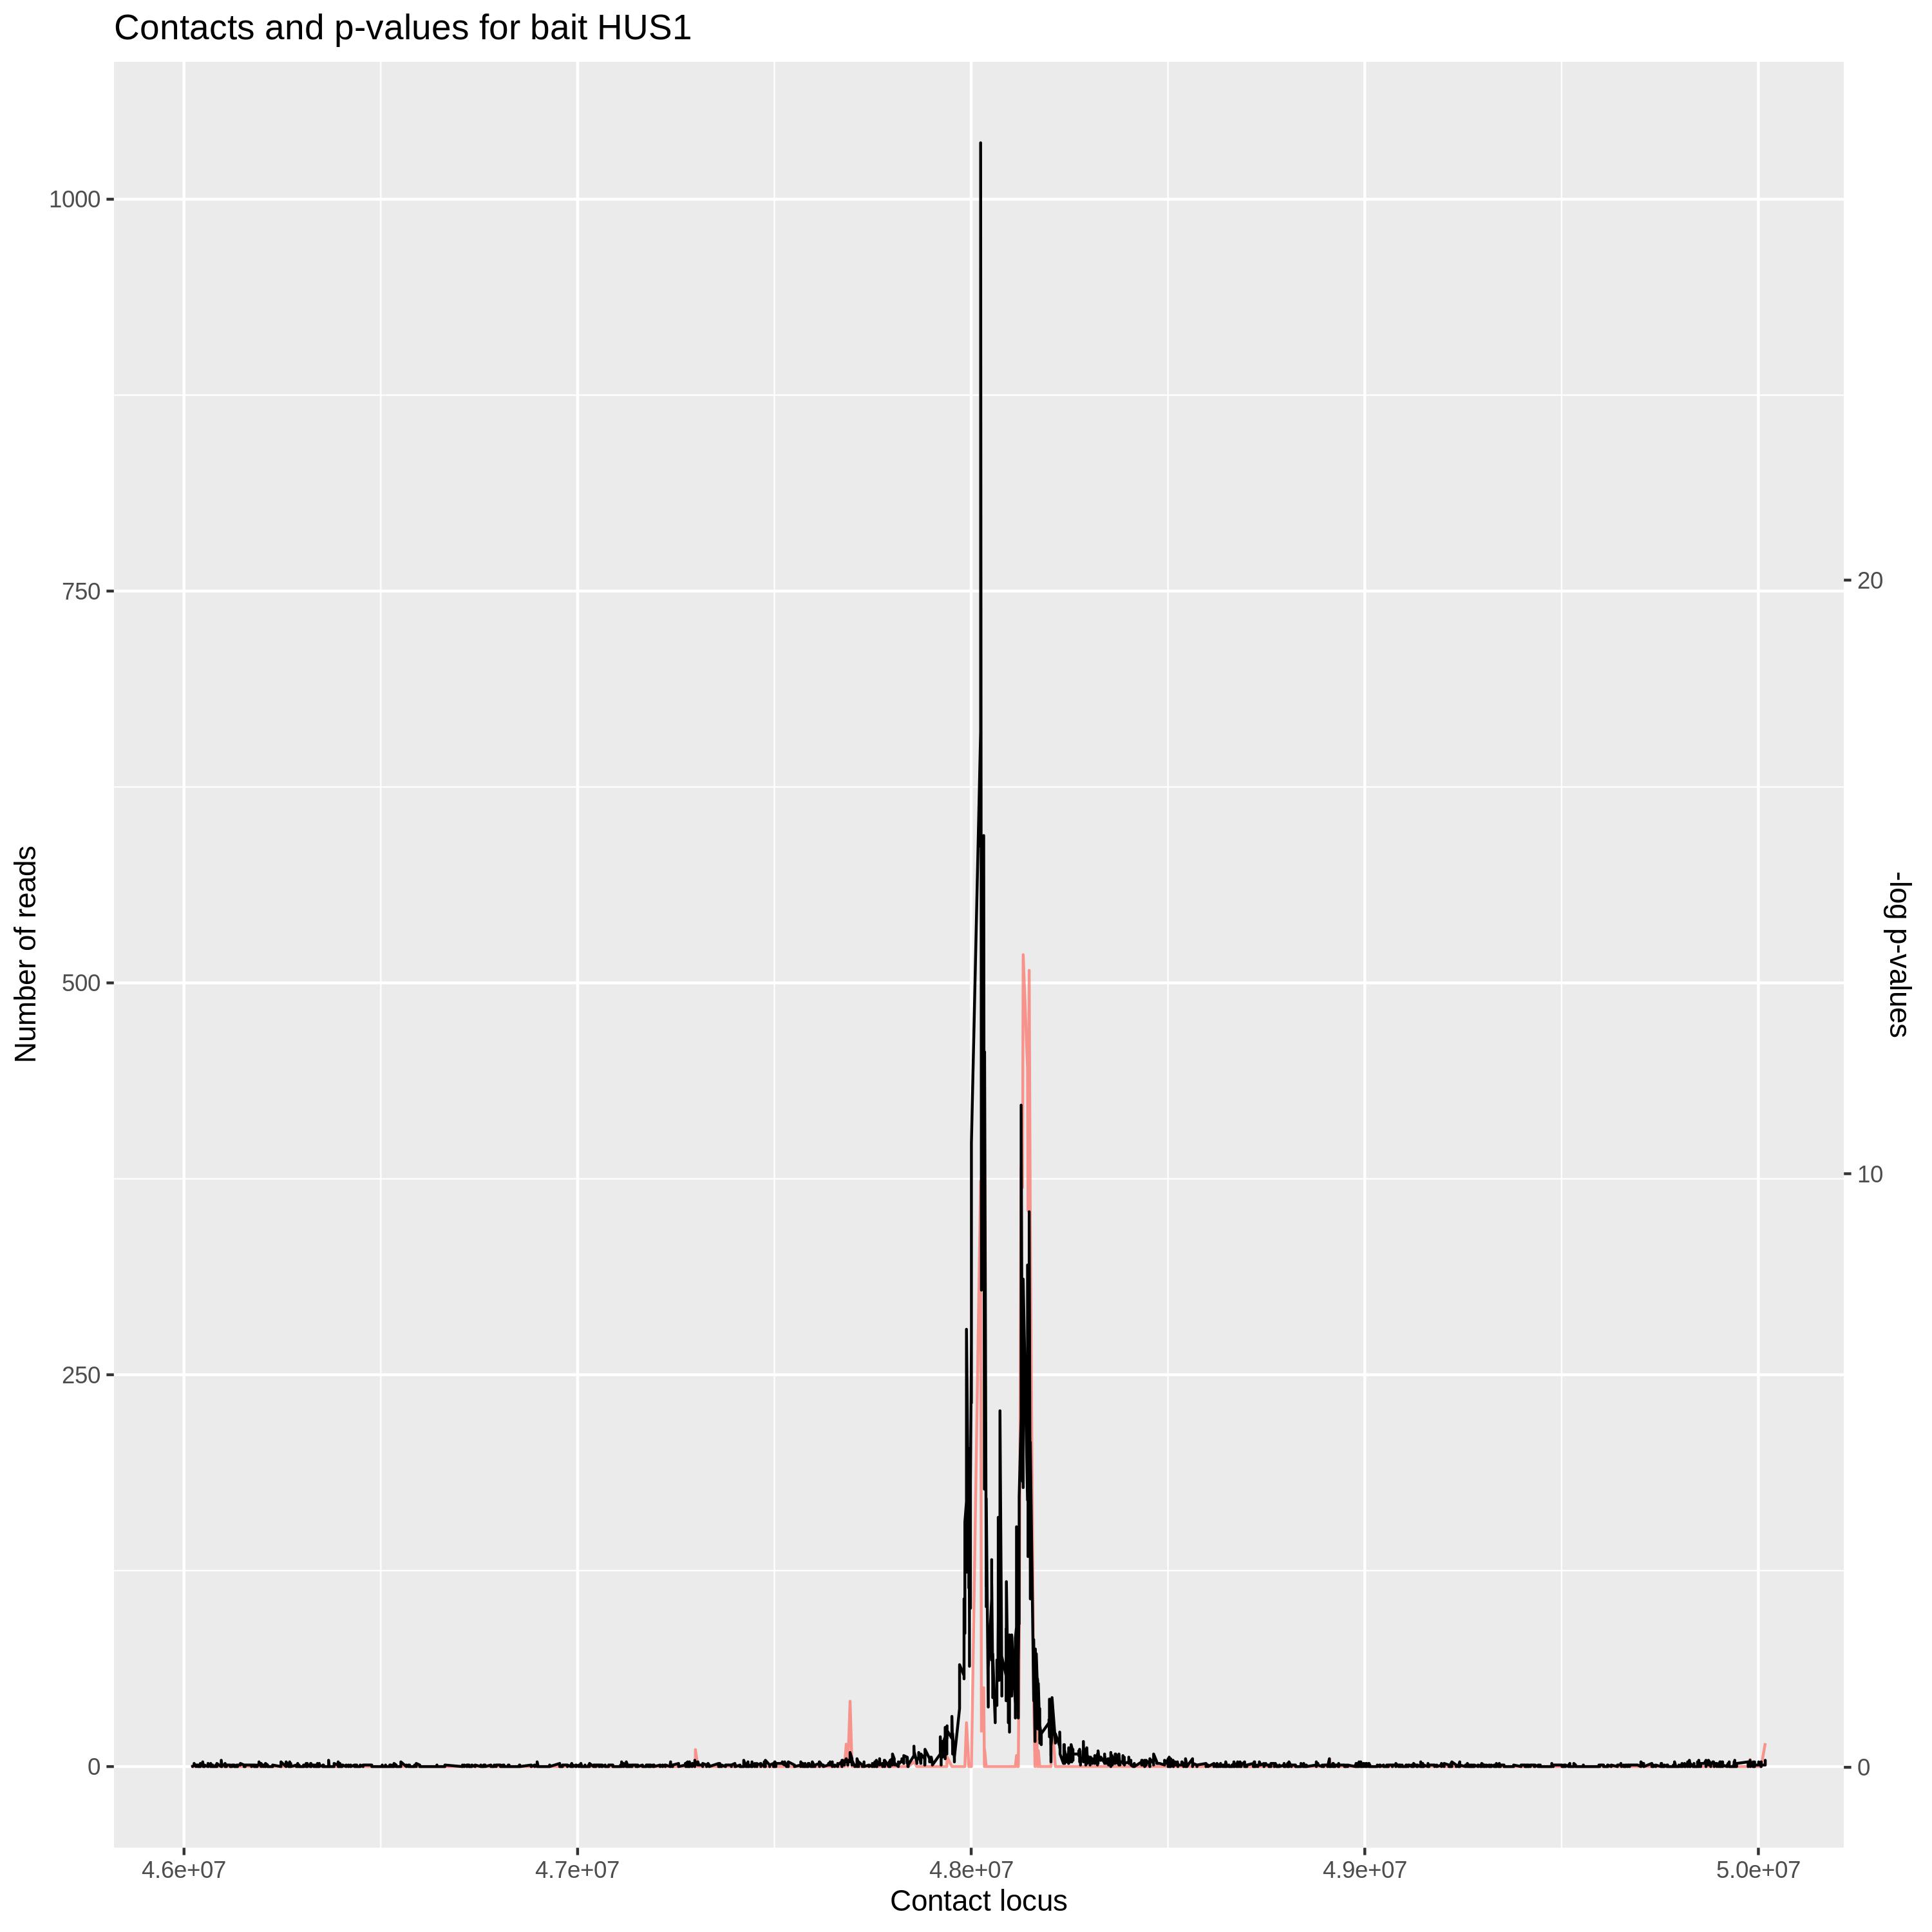 Contacts and p-values for bait HUS1
1000
750
500
250
0
Number of reads
20
10
0
-log p-values
4.6e+07
4.7e+07
4.8e+07
4.9e+07
5.0e+07
Contact locus